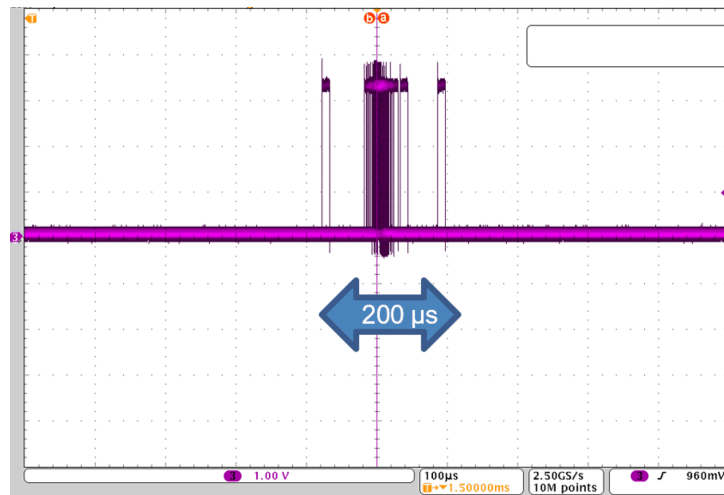 T
b a
3
200 µs
3 1.00 V
100µs
T→▼1.50000ms
2.50GS/s
10M points
3 ƒ 960mV